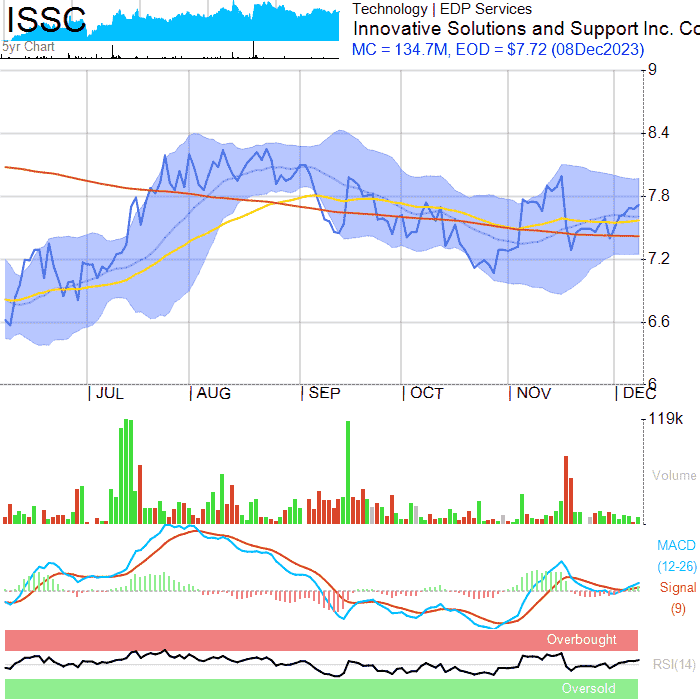 ISSC
5yr Chart
Technology | EDP Services
Innovative Solutions and Support Inc. Co
MC = 134.7M, EOD = $7.72 (08Dec2023)
9
8.4
7.8
7.2
6.6
6
JUL AUG SEP OCT NOV DEC
119k
Volume
MACD
(12-26)
Signal
(9)
Overbought
RSI(14)
Oversold